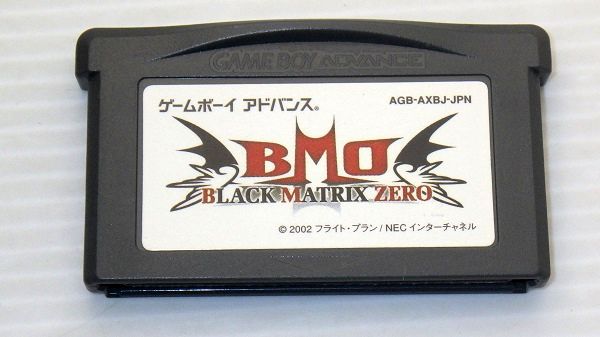 GAME BOY ADVANCE
ゲームボーイ アドバンス®
AGB-AXBJ-JPN
BM0
BLACK MATRIX ZERO
© 2002 フライト・プラン / NEC インターチャネル